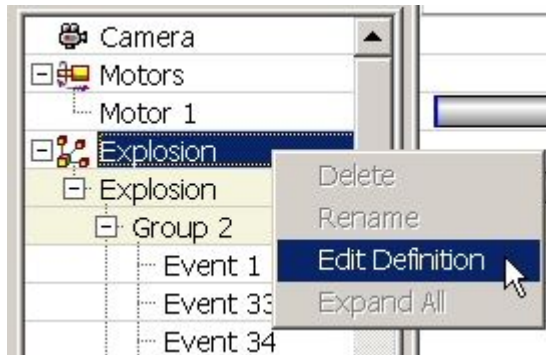 Camera
Motors
Motor 1
Explosion
Explosion
Group 2
Event 1
Event 33
Event 34
Delete
Rename
Edit Definition
Expand All